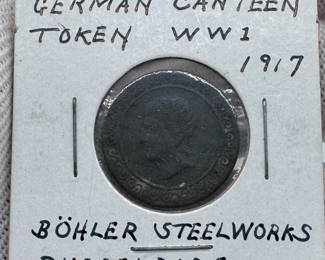 GERMAN CANTEEN
TOKEN WW1
1917
BÖHLER STEELWORKS